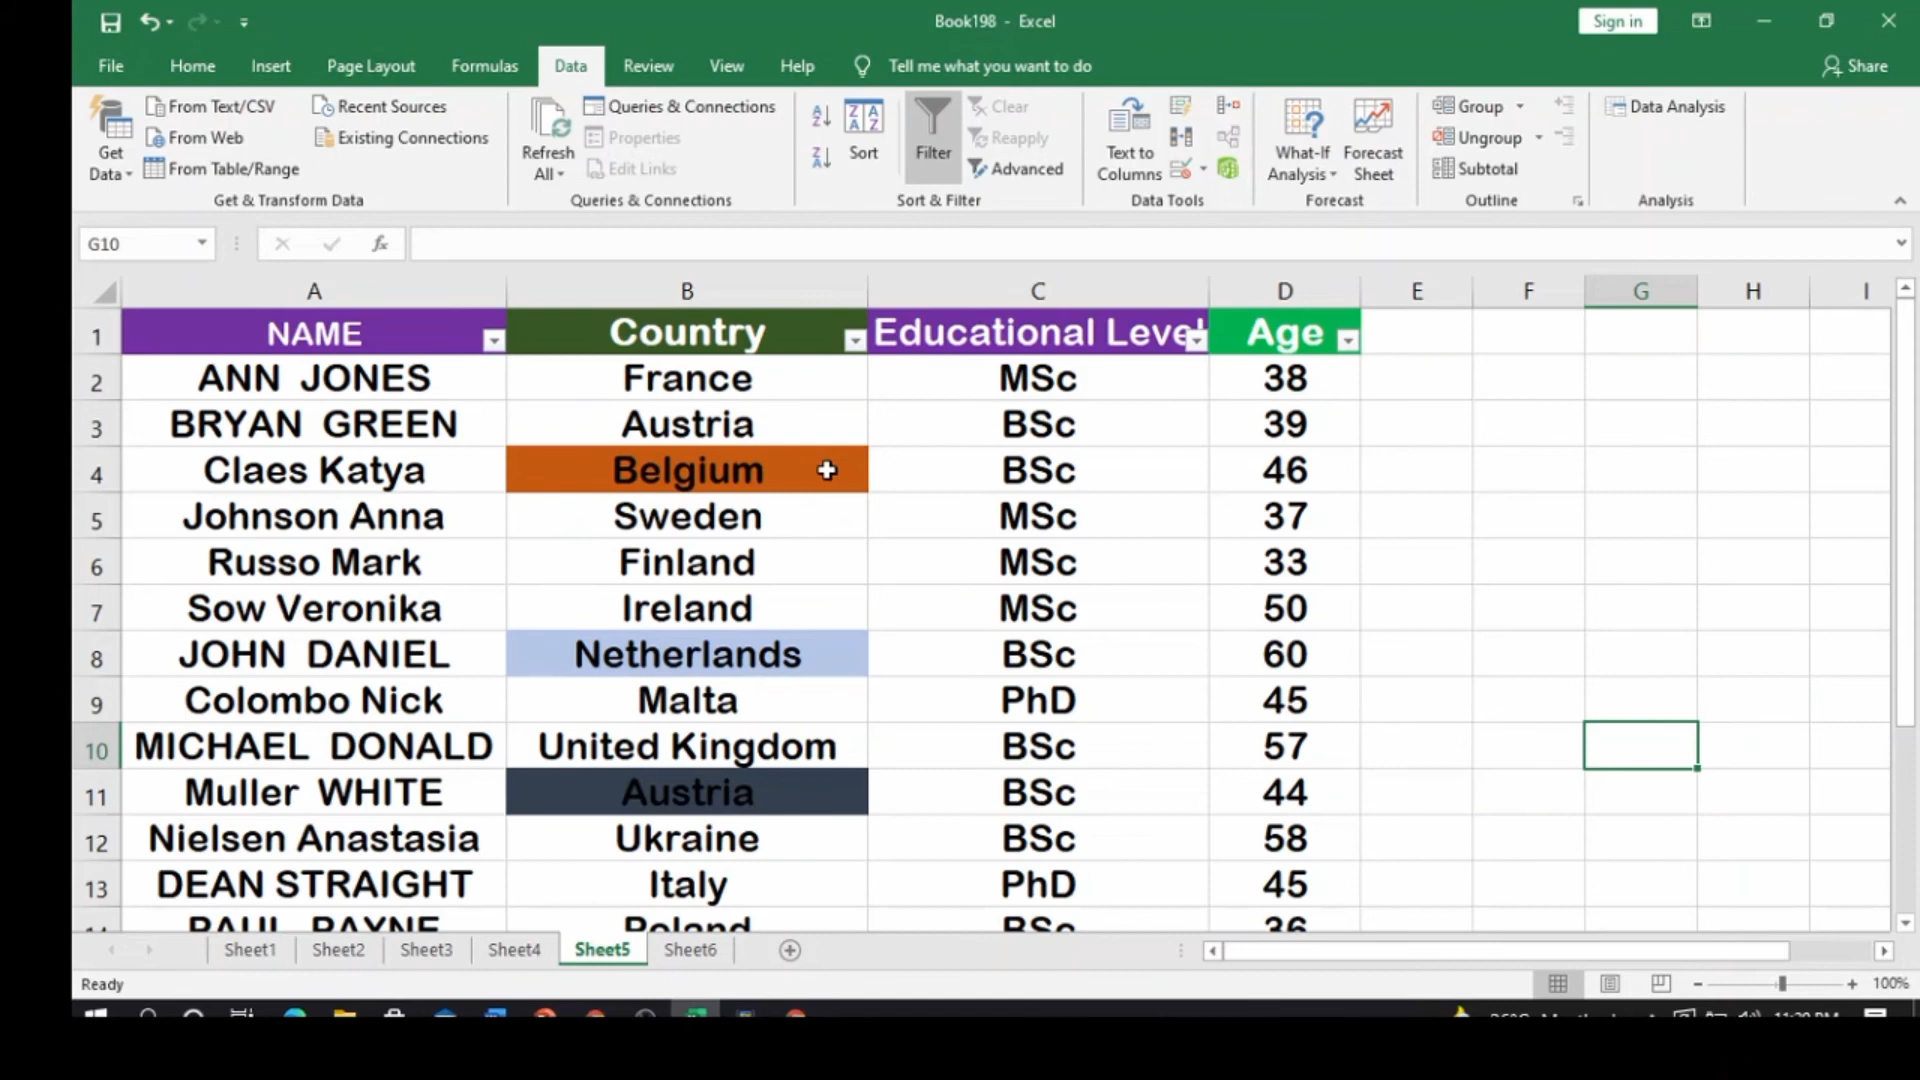 Book198 - Excel
Sign in
File Home Insert Page Layout Formulas Data Review View Help Tell me what you want to do Share
Get Data
From Text/CSV
From Web
From Table/Range
Recent Sources
Existing Connections
Get & Transform Data
Refresh All
Queries & Connections
Properties
Edit Links
Queries & Connections
Sort
Filter
Clear
Reapply
Advanced
Sort & Filter
Text to Columns
Data Tools
What-If Analysis
Forecast Sheet
Forecast
Group
Ungroup
Subtotal
Outline
Data Analysis
Analysis
G10 fx
A B C D E F G H I
1 NAME Country Educational Level Age
2 ANN JONES France MSc 38
3 BRYAN GREEN Austria BSc 39
4 Claes Katya Belgium BSc 46
5 Johnson Anna Sweden MSc 37
6 Russo Mark Finland MSc 33
7 Sow Veronika Ireland MSc 50
8 JOHN DANIEL Netherlands BSc 60
9 Colombo Nick Malta PhD 45
10 MICHAEL DONALD United Kingdom BSc 57
11 Muller WHITE Austria BSc 44
12 Nielsen Anastasia Ukraine BSc 58
13 DEAN STRAIGHT Italy PhD 45
14 PAUL PAYNE Poland BSc 36
Sheet1 Sheet2 Sheet3 Sheet4 Sheet5 Sheet6
Ready 100%